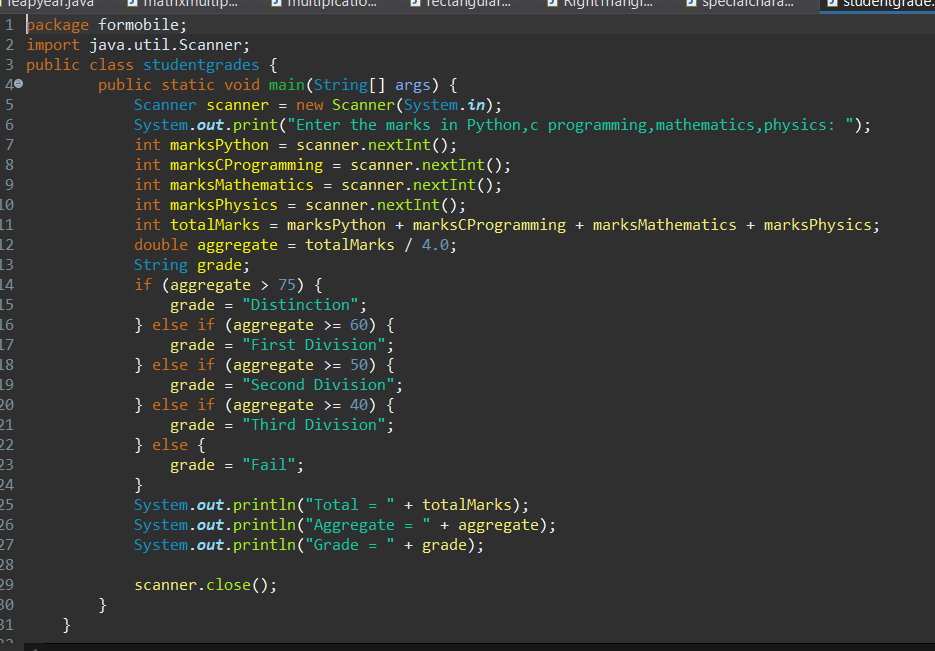 leapyear.java matrixmultip... multiplicatio... rectangular... RightTriangl... specialchara... studentgrade.
1 package formobile;
2 import java.util.Scanner;
3 public class studentgrades {
4 public static void main(String[] args) {
5 Scanner scanner = new Scanner(System.in);
6 System.out.print("Enter the marks in Python,c programming,mathematics,physics: ");
7 int marksPython = scanner.nextInt();
8 int marksCProgramming = scanner.nextInt();
9 int marksMathematics = scanner.nextInt();
10 int marksPhysics = scanner.nextInt();
11 int totalMarks = marksPython + marksCProgramming + marksMathematics + marksPhysics;
12 double aggregate = totalMarks / 4.0;
13 String grade;
14 if (aggregate > 75) {
15 grade = "Distinction";
16 } else if (aggregate >= 60) {
17 grade = "First Division";
18 } else if (aggregate >= 50) {
19 grade = "Second Division";
20 } else if (aggregate >= 40) {
21 grade = "Third Division";
22 } else {
23 grade = "Fail";
24 }
25 System.out.println("Total = " + totalMarks);
26 System.out.println("Aggregate = " + aggregate);
27 System.out.println("Grade = " + grade);
28
29 scanner.close();
30 }
31 }